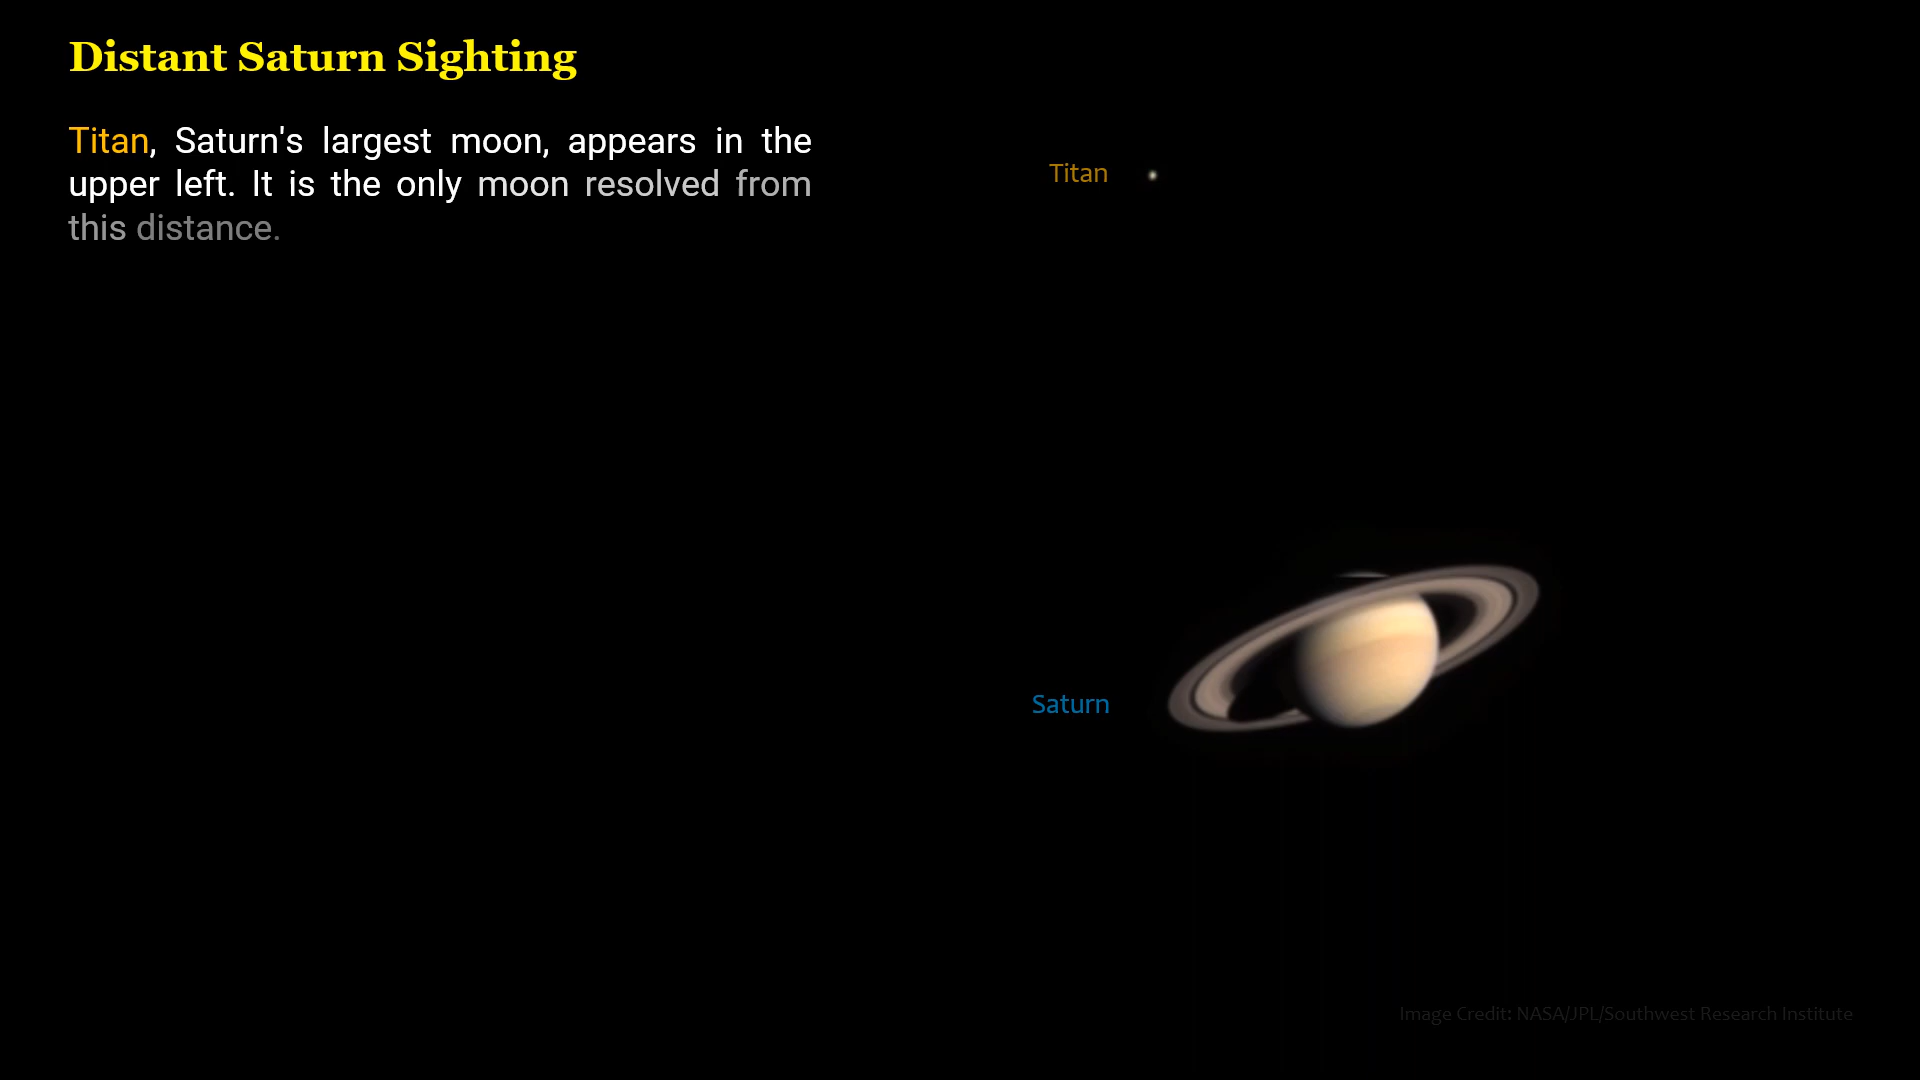 Distant Saturn Sighting
Titan, Saturn's largest moon, appears in the
upper left. It is the only moon resolved from
this distance.
Titan
Saturn
Image Credit: NASA/JPL/Southwest Research Institute